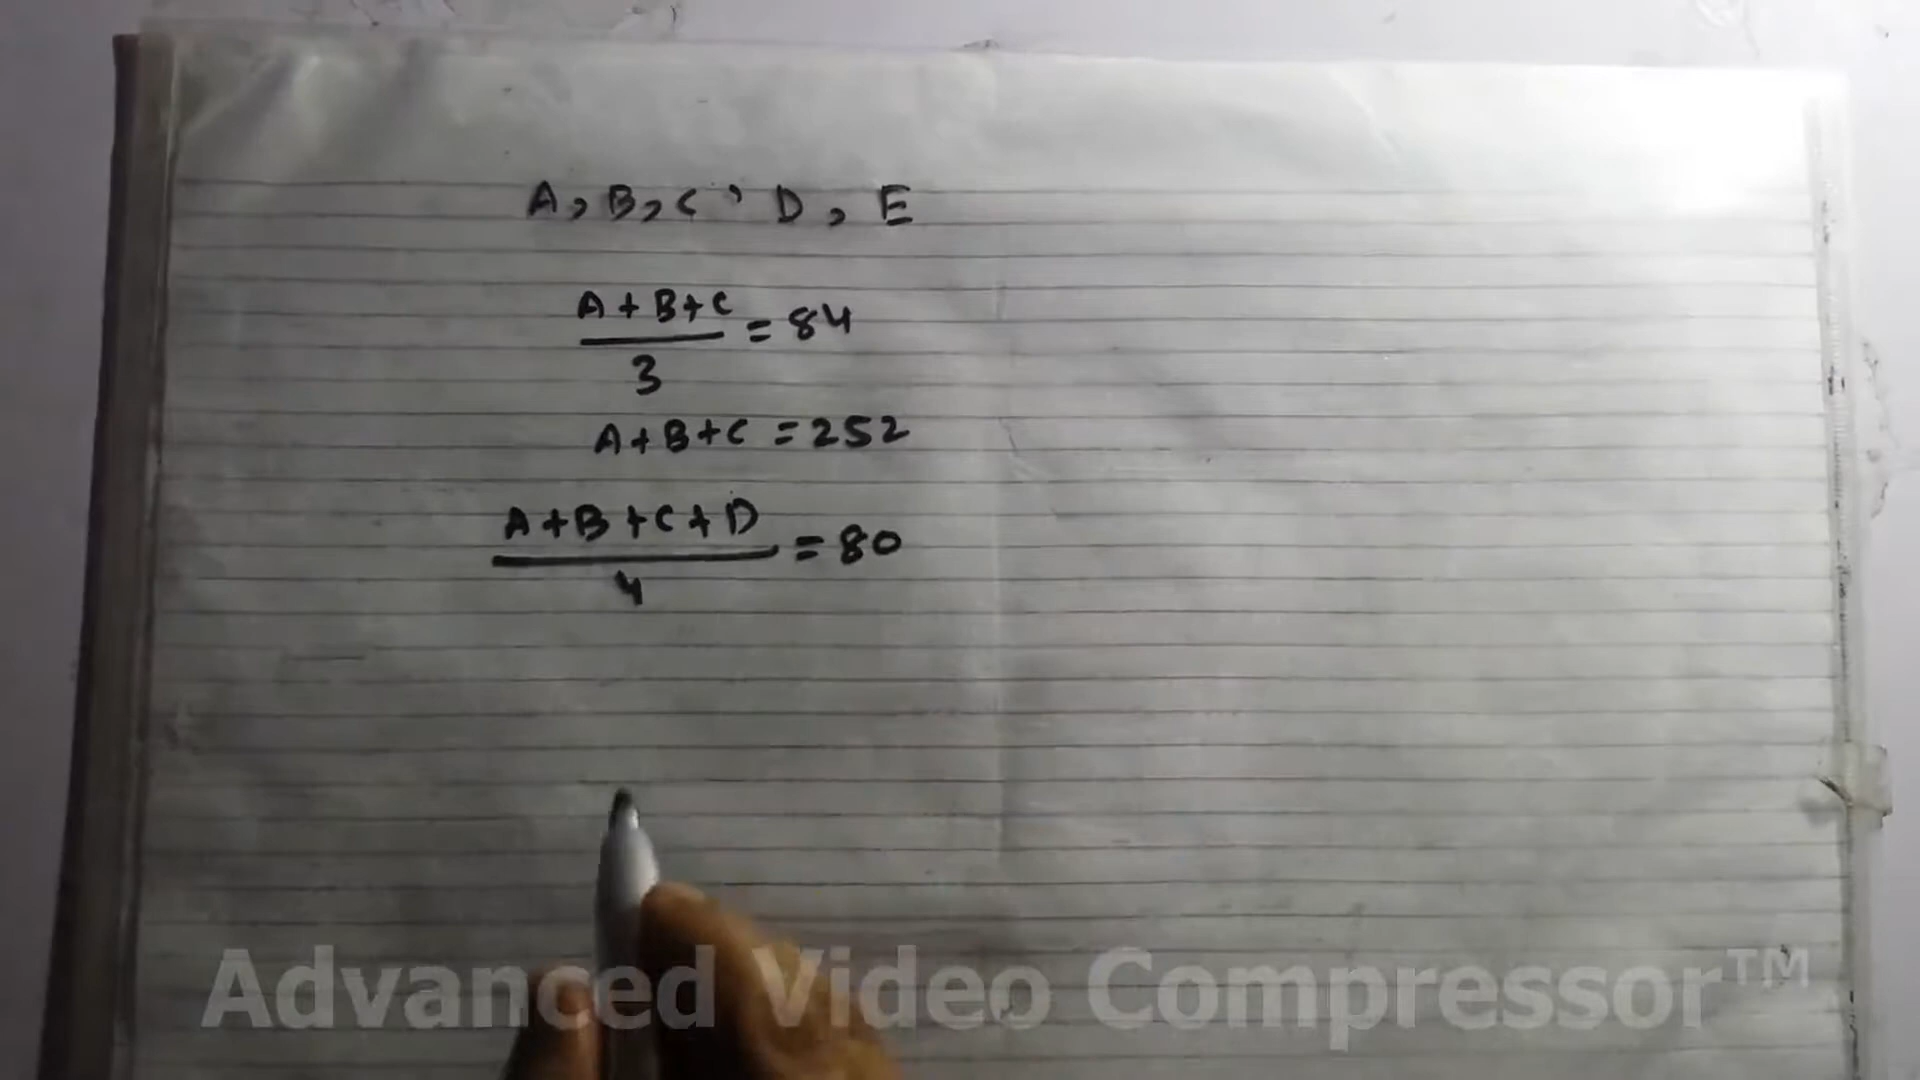 A, B, C, D, E
A+B+C
3
=84
A+B+C=252
A+B+C+D
4
=80
Advanced Video Compressor™